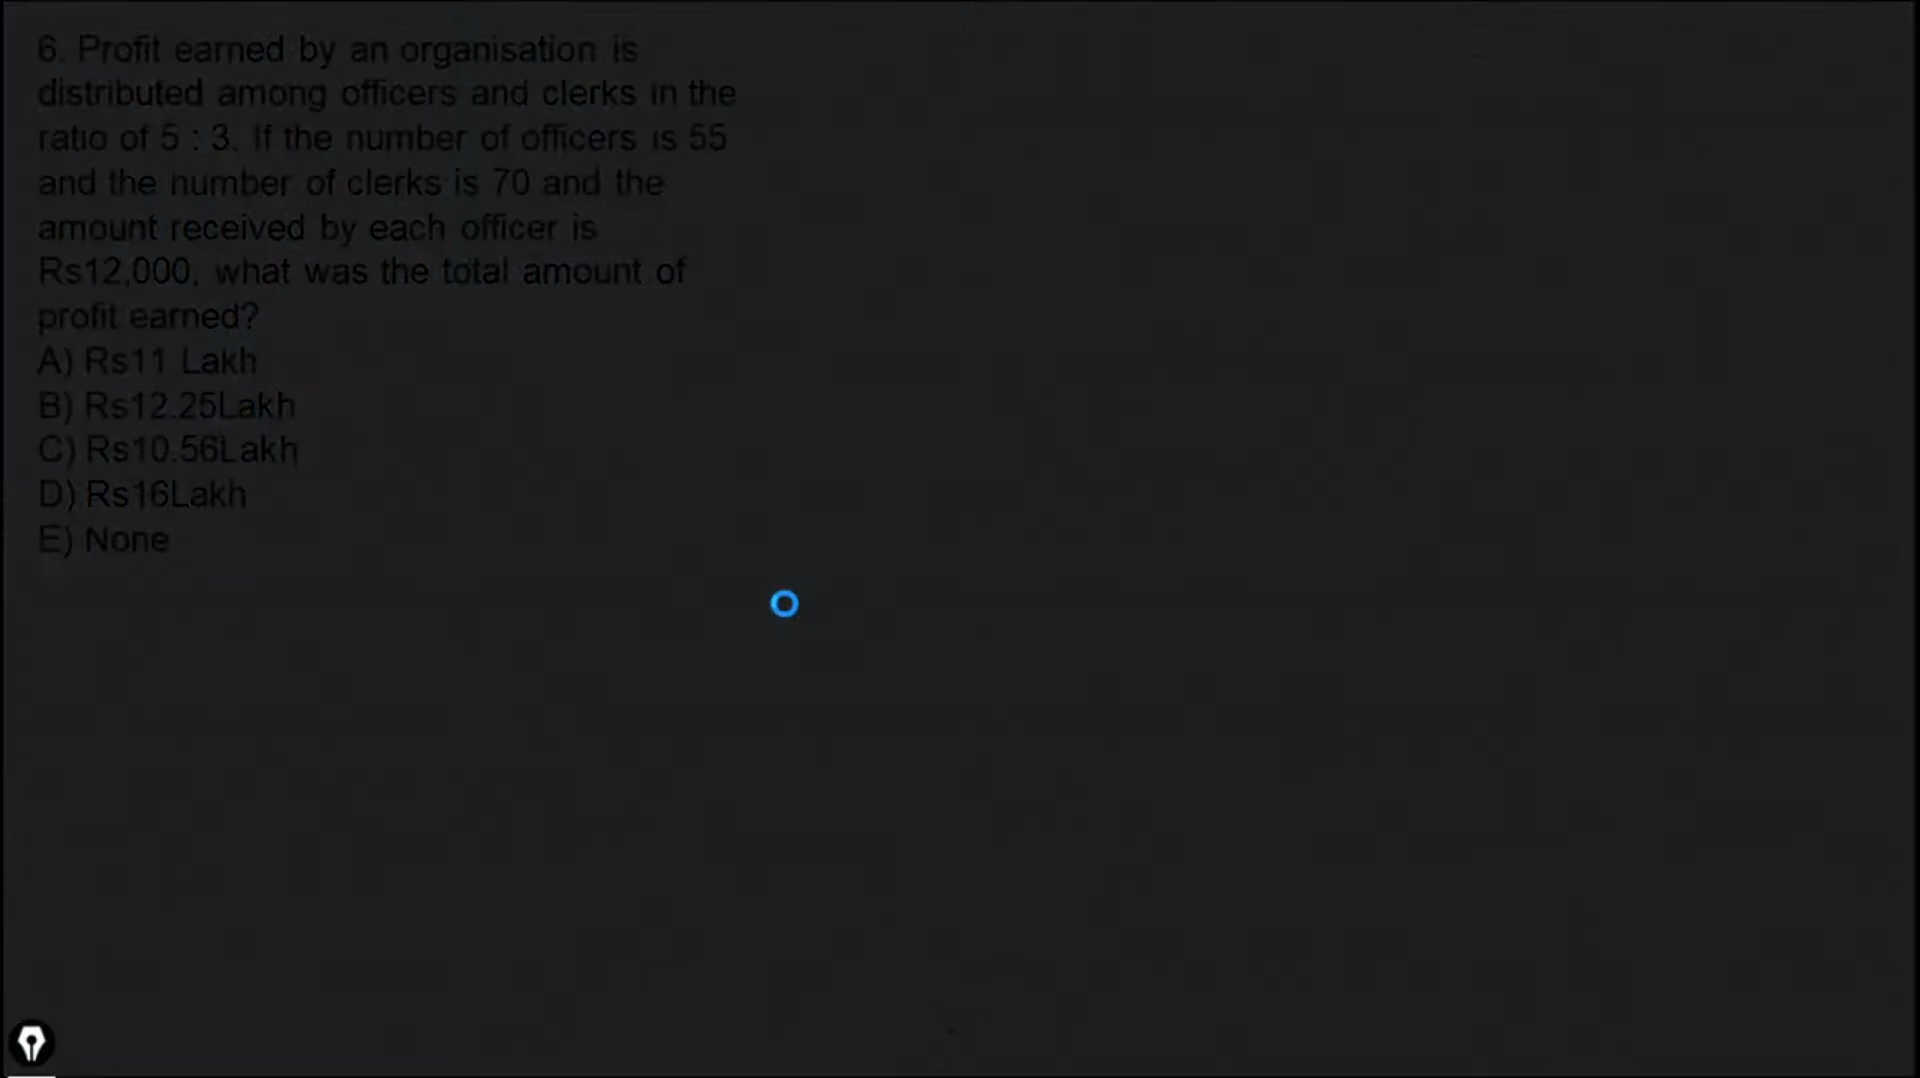 6. Profit earned by an organisation is
distributed among officers and clerks in the
ratio of 5 : 3. If the number of officers is 55
and the number of clerks is 70 and the
amount received by each officer is
Rs12,000, what was the total amount of
profit earned?
A) Rs11 Lakh
B) Rs12.25Lakh
C) Rs10.56Lakh
D) Rs16Lakh
E) None